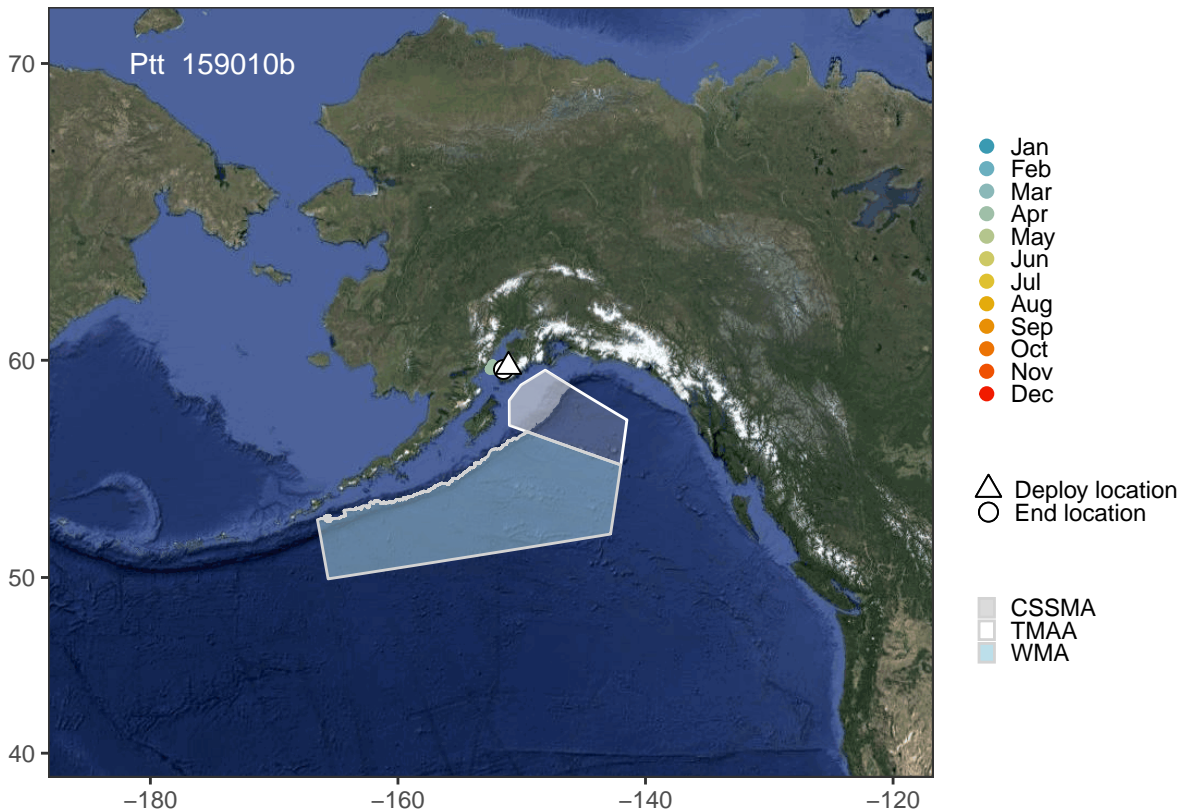 Ptt 159010b
70
60
50
40
−180
−160
−140
−120
Jan
Feb
Mar
Apr
May
Jun
Jul
Aug
Sep
Oct
Nov
Dec
Deploy location
End location
CSSMA
TMAA
WMA